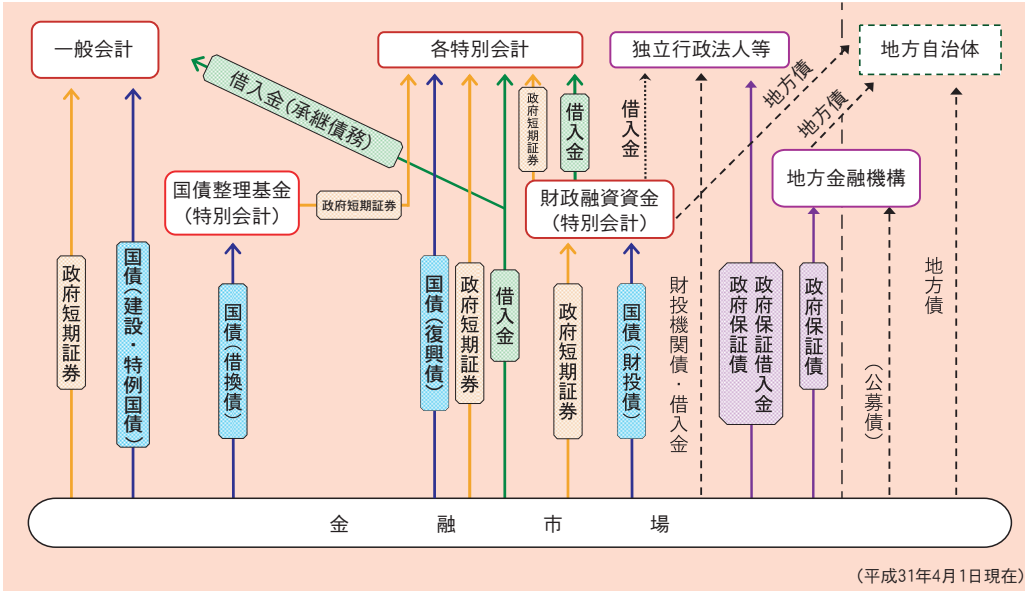 一般会計
各特別会計
独立行政法人等
地方自治体
借入金(承継債務)
政府短期証券
借入金
借入金
地方債
地方債
国債整理基金
(特別会計)
政府短期証券
財政融資資金
(特別会計)
地方金融機構
政府短期証券
国債(建設・特例国債)
国債(借換債)
国債(復興債)
政府短期証券
借入金
政府短期証券
国債(財投債)
財投機関債・借入金
政府保証借入金
政府保証債
政府保証債
(公募債)
地方債
金融市場
(平成31年4月1日現在)